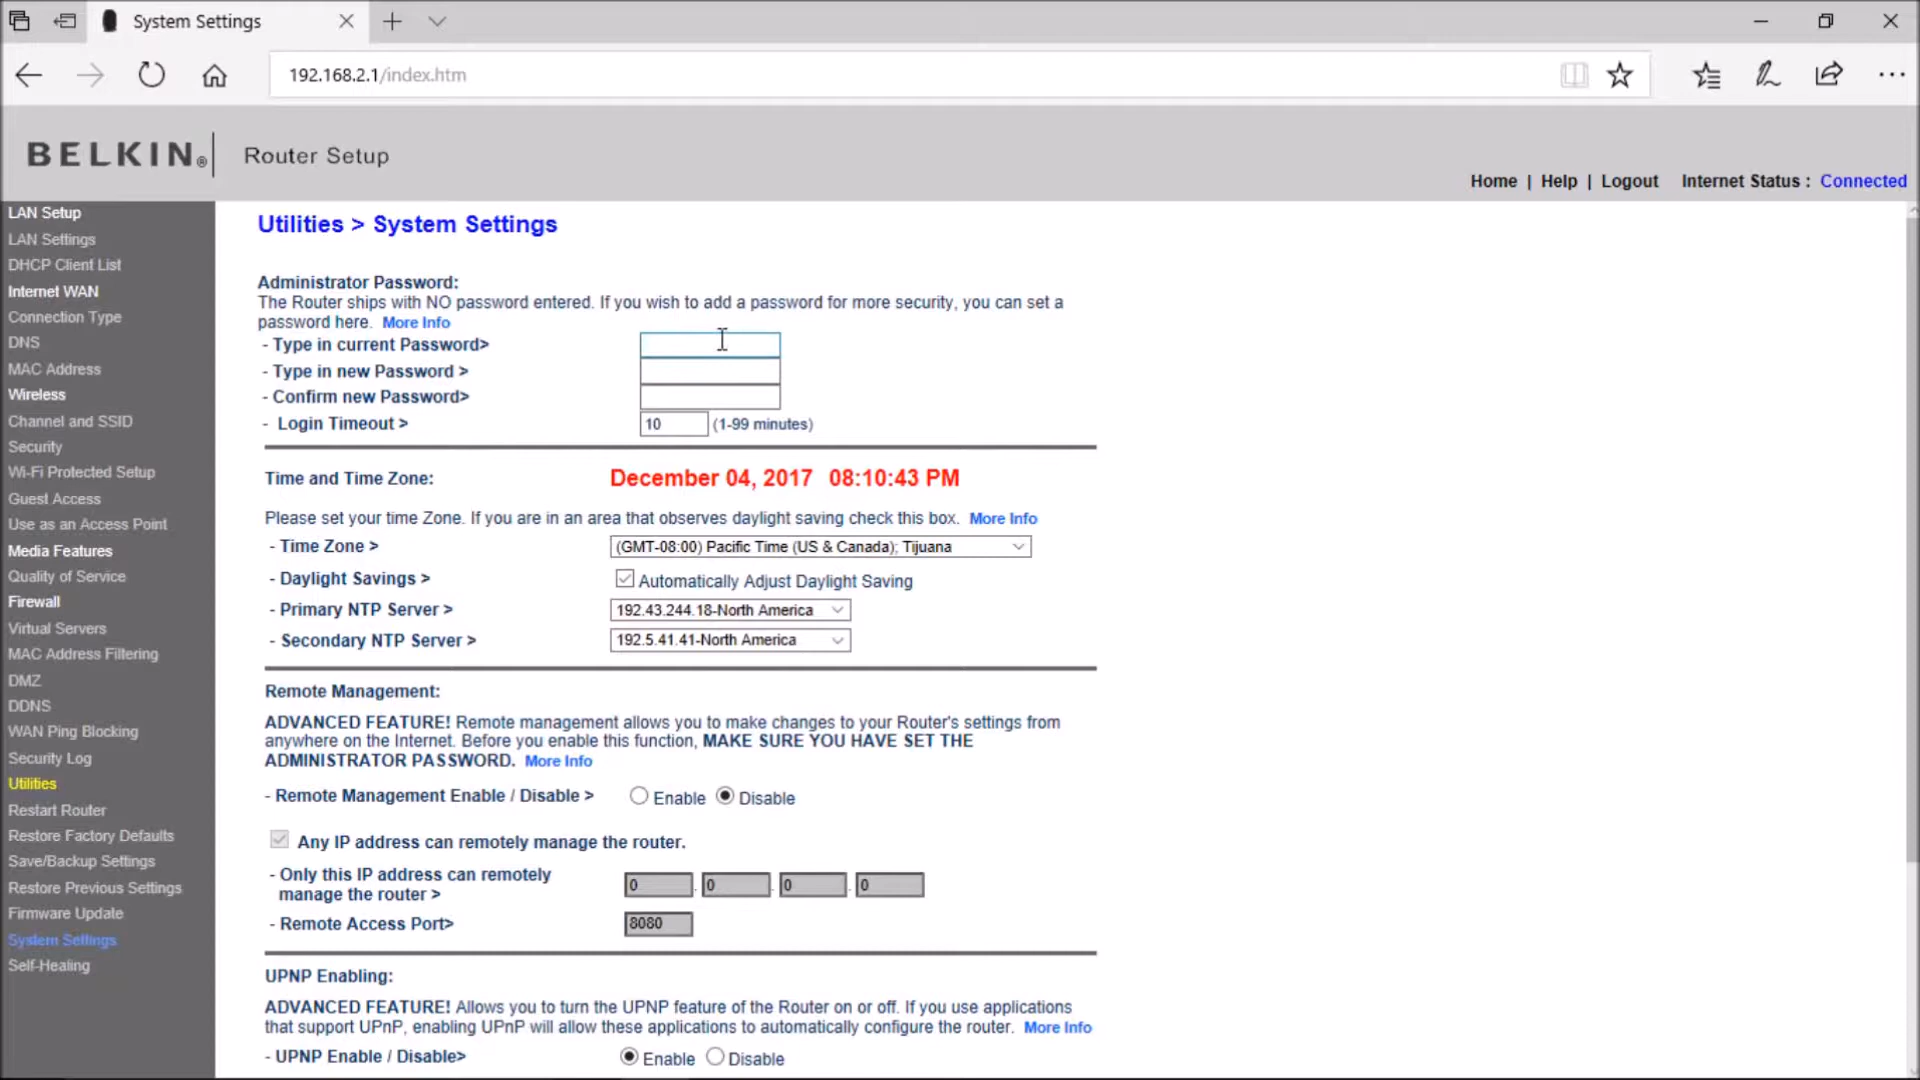 System Settings
192.168.2.1/index.htm
BELKIN® Router Setup
Home | Help | Logout Internet Status : Connected
LAN Setup
LAN Settings
DHCP Client List
Internet WAN
Connection Type
DNS
MAC Address
Wireless
Channel and SSID
Security
Wi-Fi Protected Setup
Guest Access
Use as an Access Point
Media Features
Quality of Service
Firewall
Virtual Servers
MAC Address Filtering
DMZ
DDNS
WAN Ping Blocking
Security Log
Utilities
Restart Router
Restore Factory Defaults
Save/Backup Settings
Restore Previous Settings
Firmware Update
System Settings
Self-Healing
Utilities > System Settings
Administrator Password:
The Router ships with NO password entered. If you wish to add a password for more security, you can set a
password here. More Info
- Type in current Password>
- Type in new Password >
- Confirm new Password>
- Login Timeout > 10 (1-99 minutes)
Time and Time Zone: December 04, 2017 08:10:43 PM
Please set your time Zone. If you are in an area that observes daylight saving check this box. More Info
- Time Zone > (GMT-08:00) Pacific Time (US & Canada); Tijuana
- Daylight Savings > Automatically Adjust Daylight Saving
- Primary NTP Server > 192.43.244.18-North America
- Secondary NTP Server > 192.5.41.41-North America
Remote Management:
ADVANCED FEATURE! Remote management allows you to make changes to your Router's settings from
anywhere on the Internet. Before you enable this function, MAKE SURE YOU HAVE SET THE
ADMINISTRATOR PASSWORD. More Info
- Remote Management Enable / Disable > Enable Disable
Any IP address can remotely manage the router.
- Only this IP address can remotely
manage the router > 0 . 0 . 0 . 0
- Remote Access Port> 8080
UPNP Enabling:
ADVANCED FEATURE! Allows you to turn the UPNP feature of the Router on or off. If you use applications
that support UPnP, enabling UPnP will allow these applications to automatically configure the router. More Info
- UPNP Enable / Disable> Enable Disable